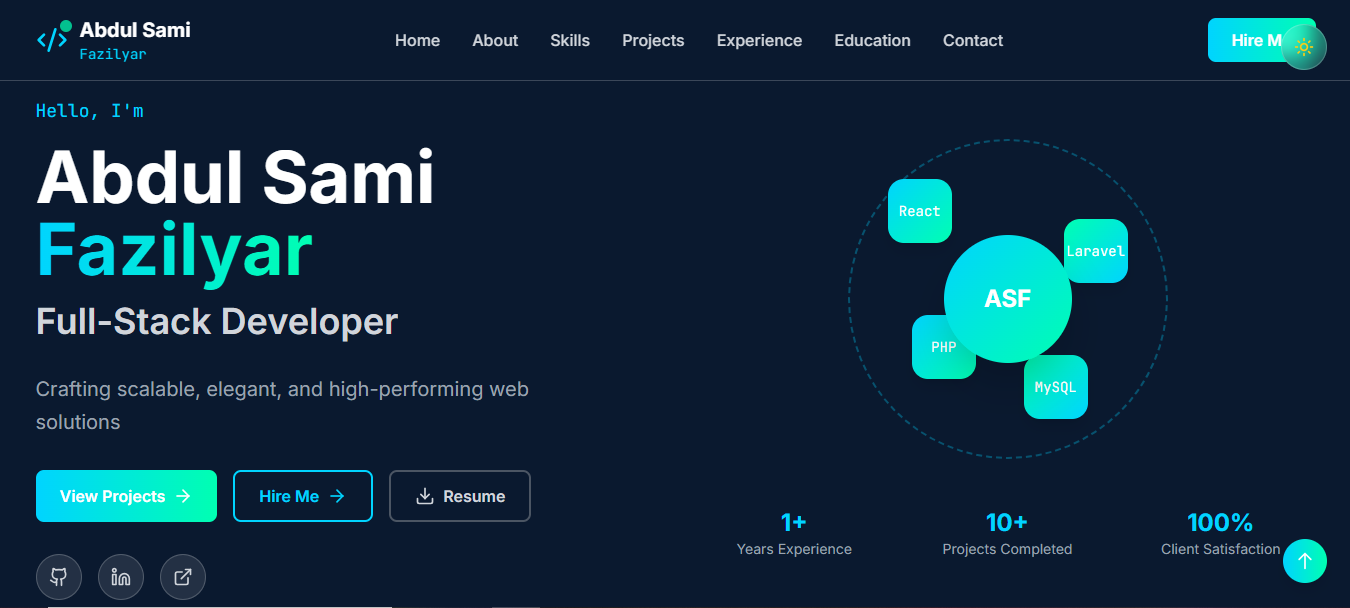 Abdul Sami
Fazilyar
Home
About
Skills
Projects
Experience
Education
Contact
Hire M
Hello, I'm
Abdul Sami
Fazilyar
Full-Stack Developer
Crafting scalable, elegant, and high-performing web
solutions
View Projects
Hire Me
Resume
React
Laravel
ASF
PHP
MySQL
1+
Years Experience
10+
Projects Completed
100%
Client Satisfaction